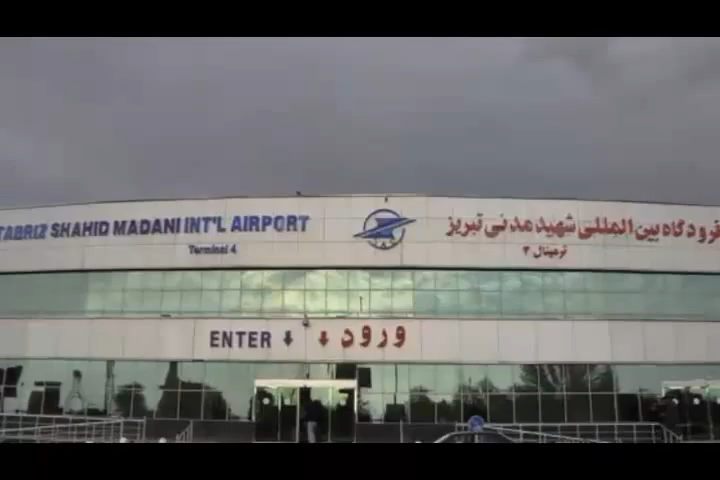 TABRIZ SHAHID MADANI INT'L AIRPORT
Terminal 4
فرودگاه بین المللی شهید مدنی تبریز
ترمینال ۴
ENTER ↓ ↓ ورود